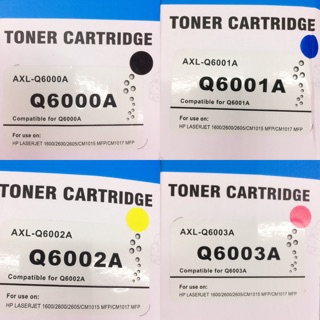 TONER CARTRIDGE
AXL-Q6000A
Q6000A
Compatible for Q6000A
For use on:
HP LASERJET 1600/2600/2605/CM1015 MFP/CM1017 MFP
TONER CARTRIDGE
AXL-Q6001A
Q6001A
Compatible for Q6001A
For use on:
HP LASERJET 1600/2600/2605/CM1015 MFP/CM1017 MFP
TONER CARTRIDGE
AXL-Q6002A
Q6002A
Compatible for Q6002A
For use on:
HP LASERJET 1600/2600/2605/CM1015 MFP/CM1017 MFP
TONER CARTRIDGE
AXL-Q6003A
Q6003A
Compatible for Q6003A
For use on:
HP LASERJET 1600/2600/2605/CM1015 MFP/CM1017 MFP